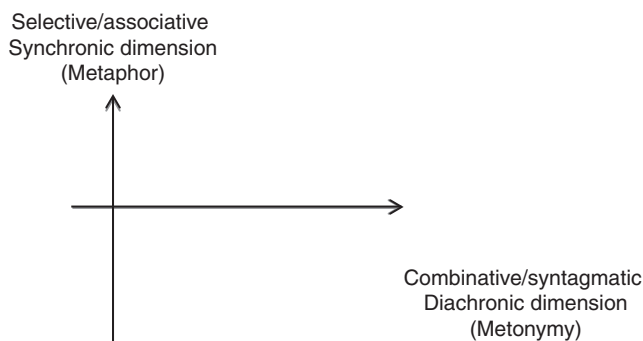 Selective/associative
Synchronic dimension
(Metaphor)
Combinative/syntagmatic
Diachronic dimension
(Metonymy)